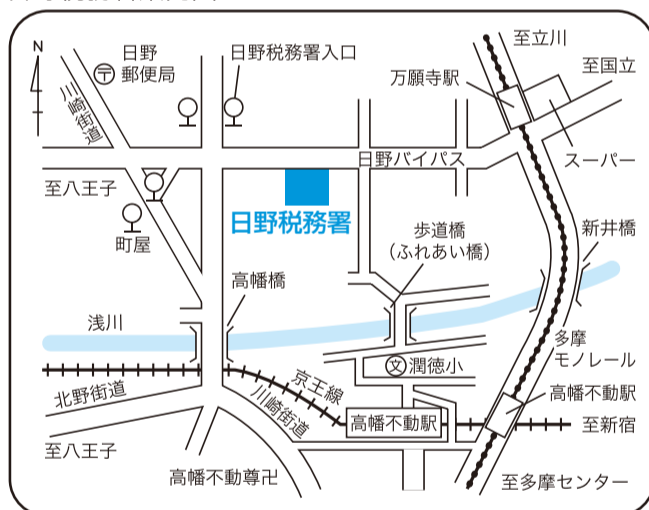 N
日野
郵便局
日野税務署入口
川崎街道
至立川
万願寺駅
至国立
日野バイパス
スーパー
至八王子
日野税務署
町屋
歩道橋
（ふれあい橋）
新井橋
高幡橋
浅川
多摩
モノレール
文
潤徳小
京王線
北野街道
川崎街道
高幡不動駅
高幡不動駅
至新宿
至八王子
高幡不動尊卍
至多摩センター